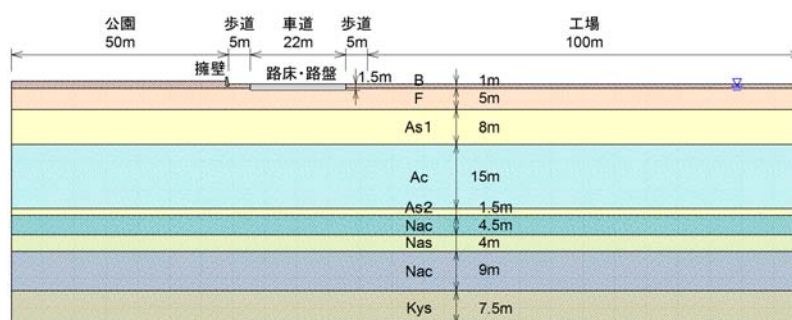 公園 歩道 車道 歩道 工場
50m 5m 22m 5m 100m
擁壁 路床・路盤 1.5m B 1m
F 5m
As1 8m
Ac 15m
As2 1.5m
Nac 4.5m
Nas 4m
Nac 9m
Kys 7.5m